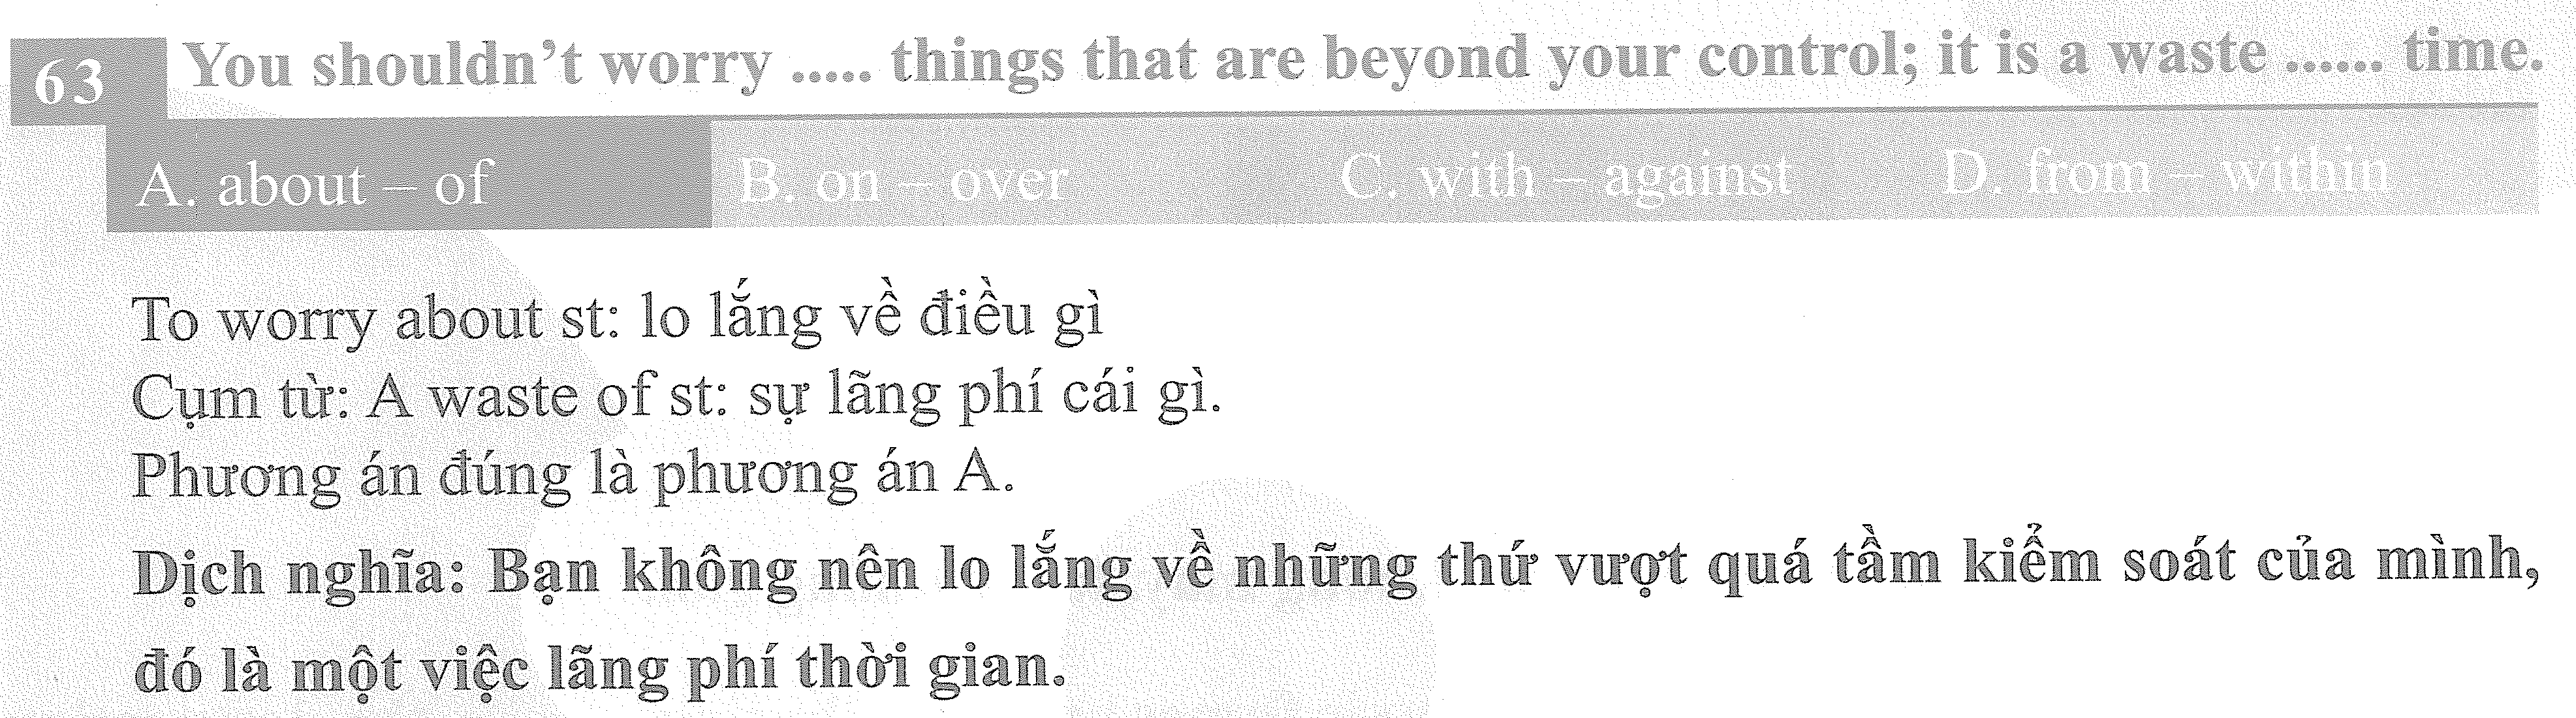 63 You shouldn't worry ..... things that are beyond your control; it is a waste ...... time.
A. about – of B. on – over C. with – against D. from – within
To worry about st: lo lắng về điều gì
Cụm từ: A waste of st: sự lãng phí cái gì.
Phương án đúng là phương án A.
Dịch nghĩa: Bạn không nên lo lắng về những thứ vượt quá tầm kiểm soát của mình,
đó là một việc lãng phí thời gian.